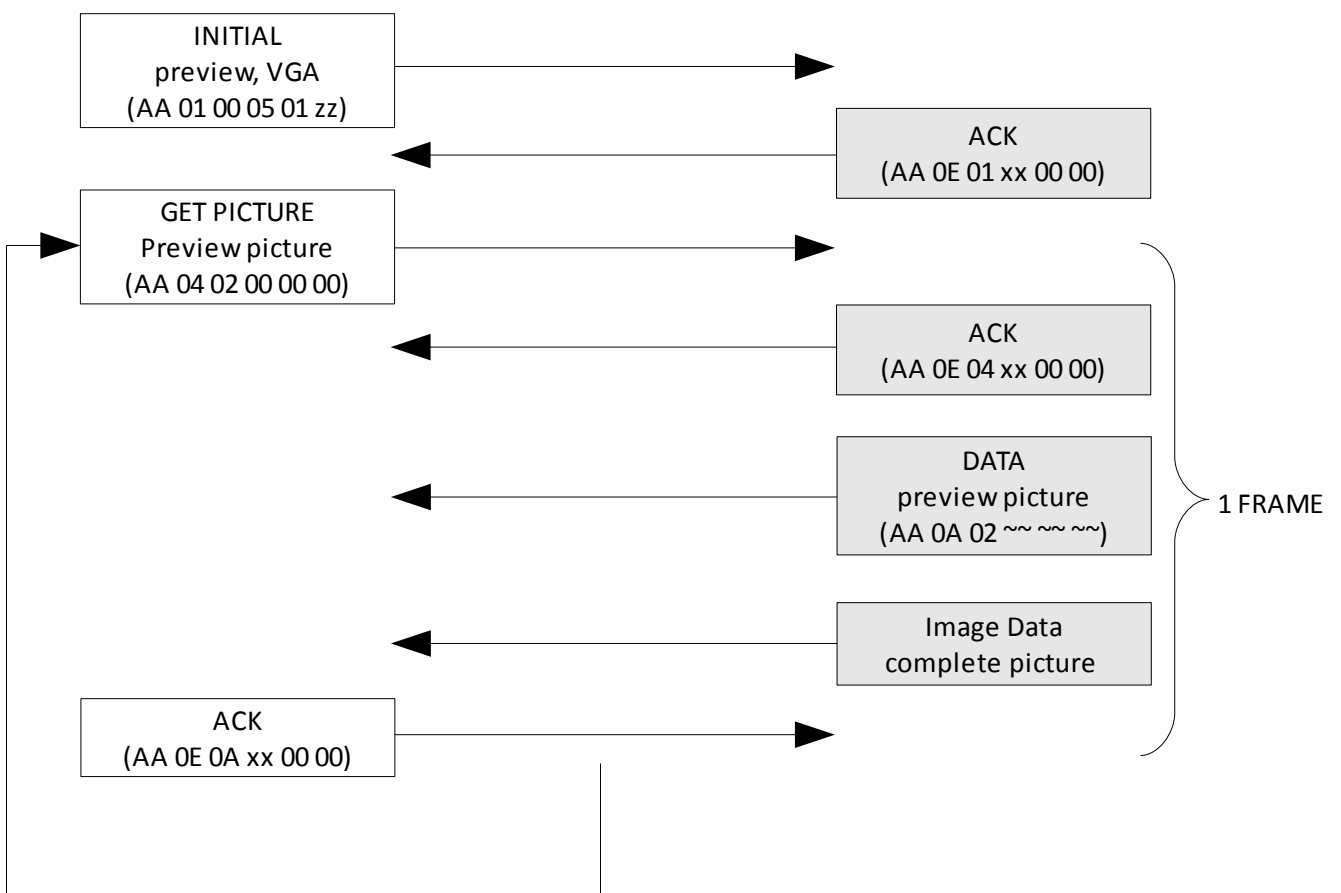 INITIAL
preview, VGA
(AA 01 00 05 01 zz)
ACK
(AA 0E 01 xx 00 00)
GET PICTURE
Preview picture
(AA 04 02 00 00 00)
ACK
(AA 0E 04 xx 00 00)
DATA
preview picture
(AA 0A 02 ~~ ~~ ~~)
1 FRAME
Image Data
complete picture
ACK
(AA 0E 0A xx 00 00)